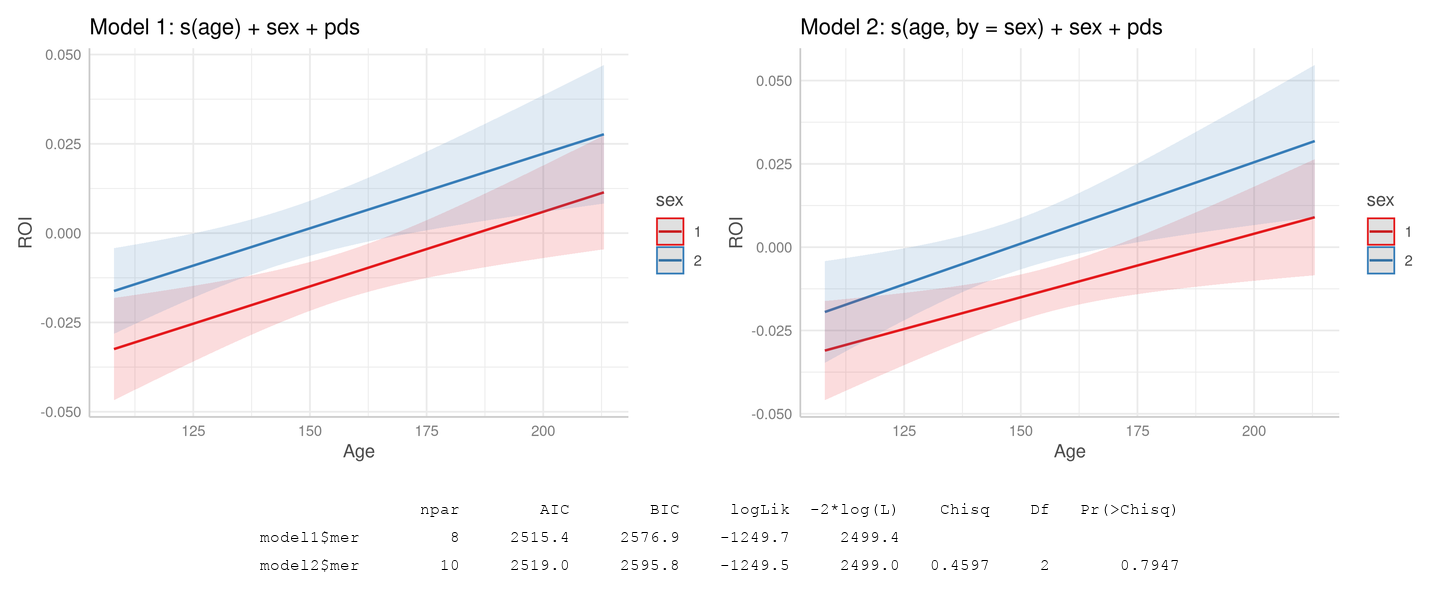 Model 1: s(age) + sex + pds
0.050
0.025
0.000
-0.025
-0.050
ROI
125 150 175 200
Age
sex
1
2
Model 2: s(age, by = sex) + sex + pds
0.050
0.025
0.000
-0.025
-0.050
ROI
125 150 175 200
Age
sex
1
2
npar AIC BIC logLik -2*log(L) Chisq Df Pr(>Chisq)
model1$mer 8 2515.4 2576.9 -1249.7 2499.4
model2$mer 10 2519.0 2595.8 -1249.5 2499.0 0.4597 2 0.7947